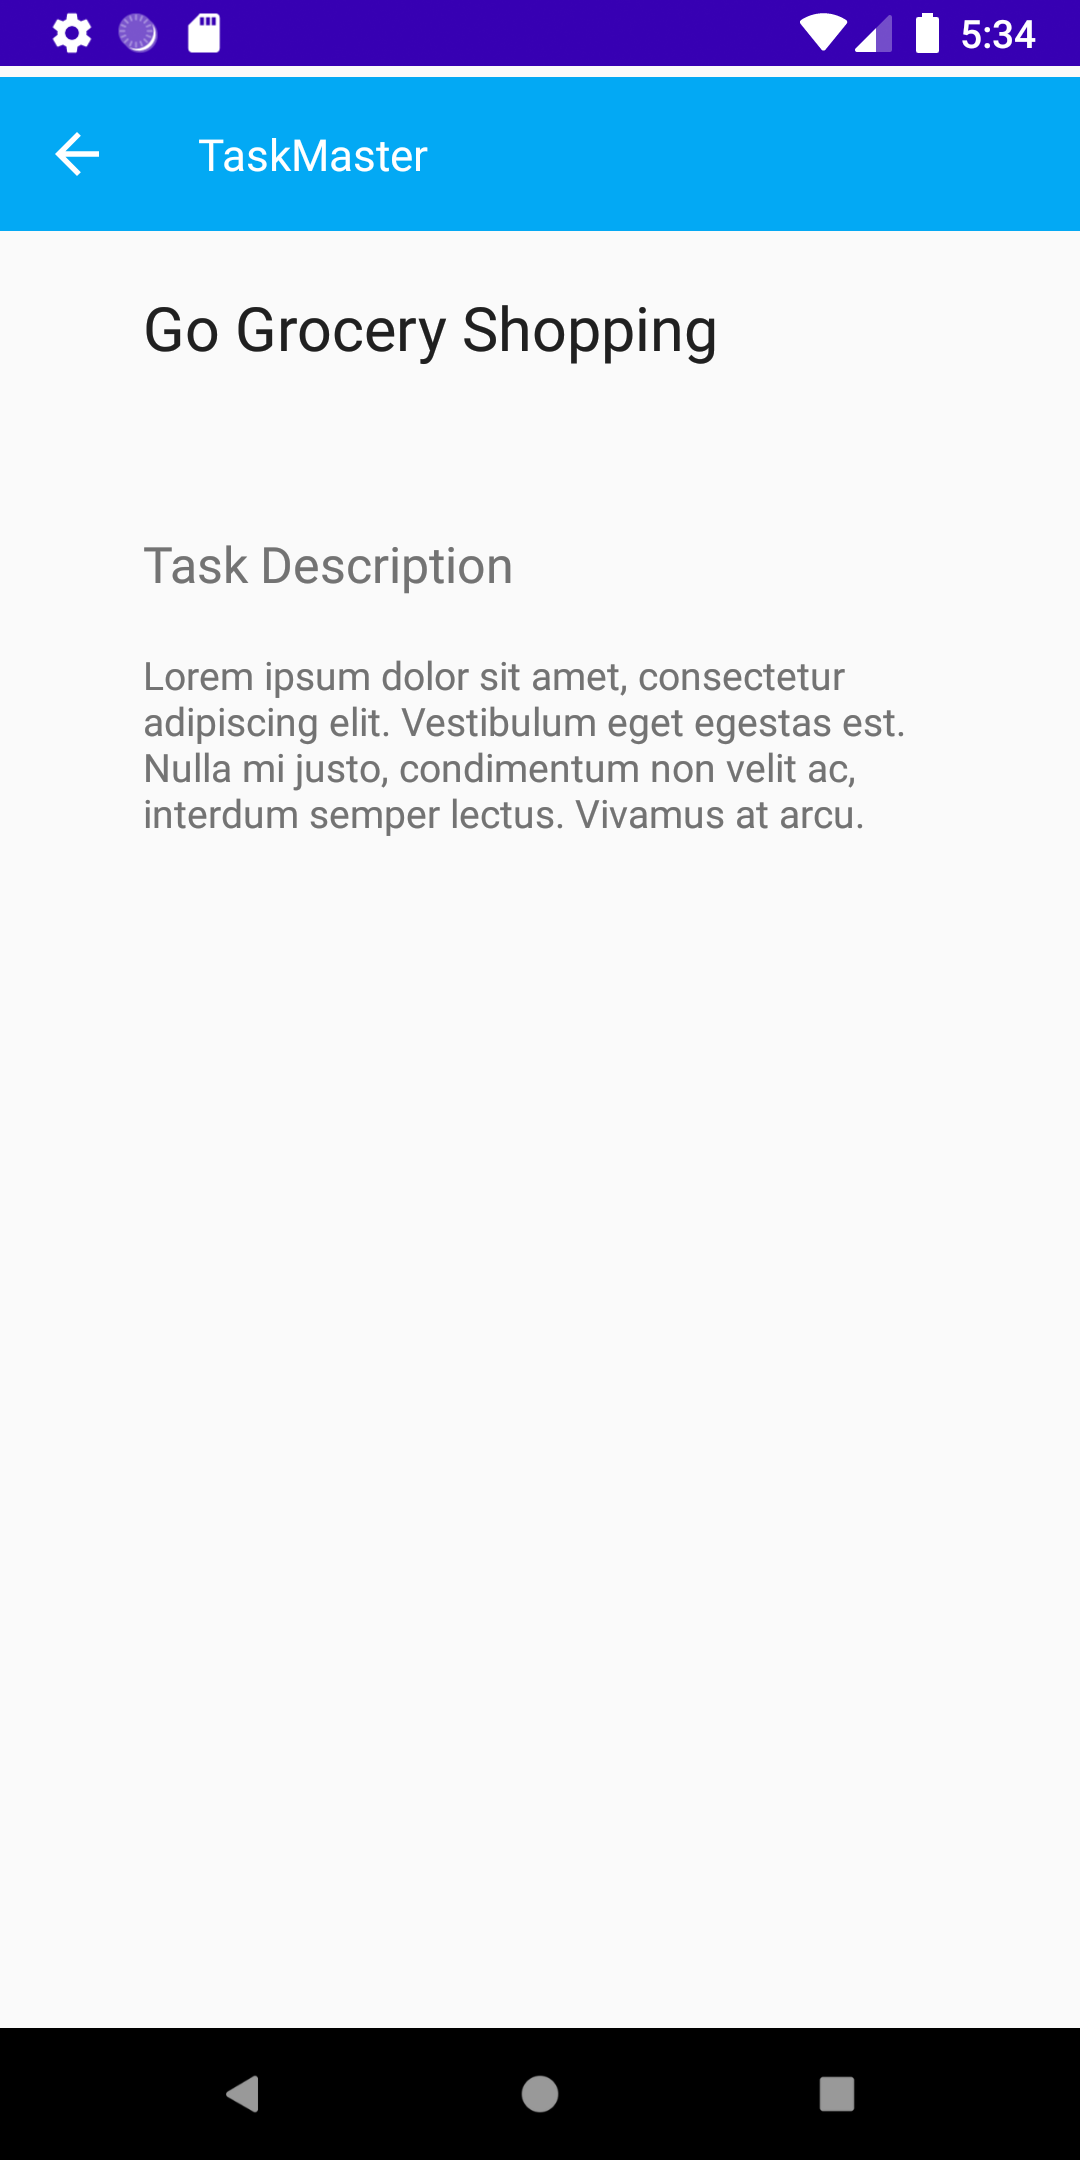 5:34
TaskMaster
Go Grocery Shopping
Task Description
Lorem ipsum dolor sit amet, consectetur
adipiscing elit. Vestibulum eget egestas est.
Nulla mi justo, condimentum non velit ac,
interdum semper lectus. Vivamus at arcu.